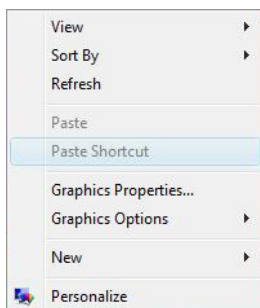 View
Sort By
Refresh
Paste
Paste Shortcut
Graphics Properties...
Graphics Options
New
Personalize